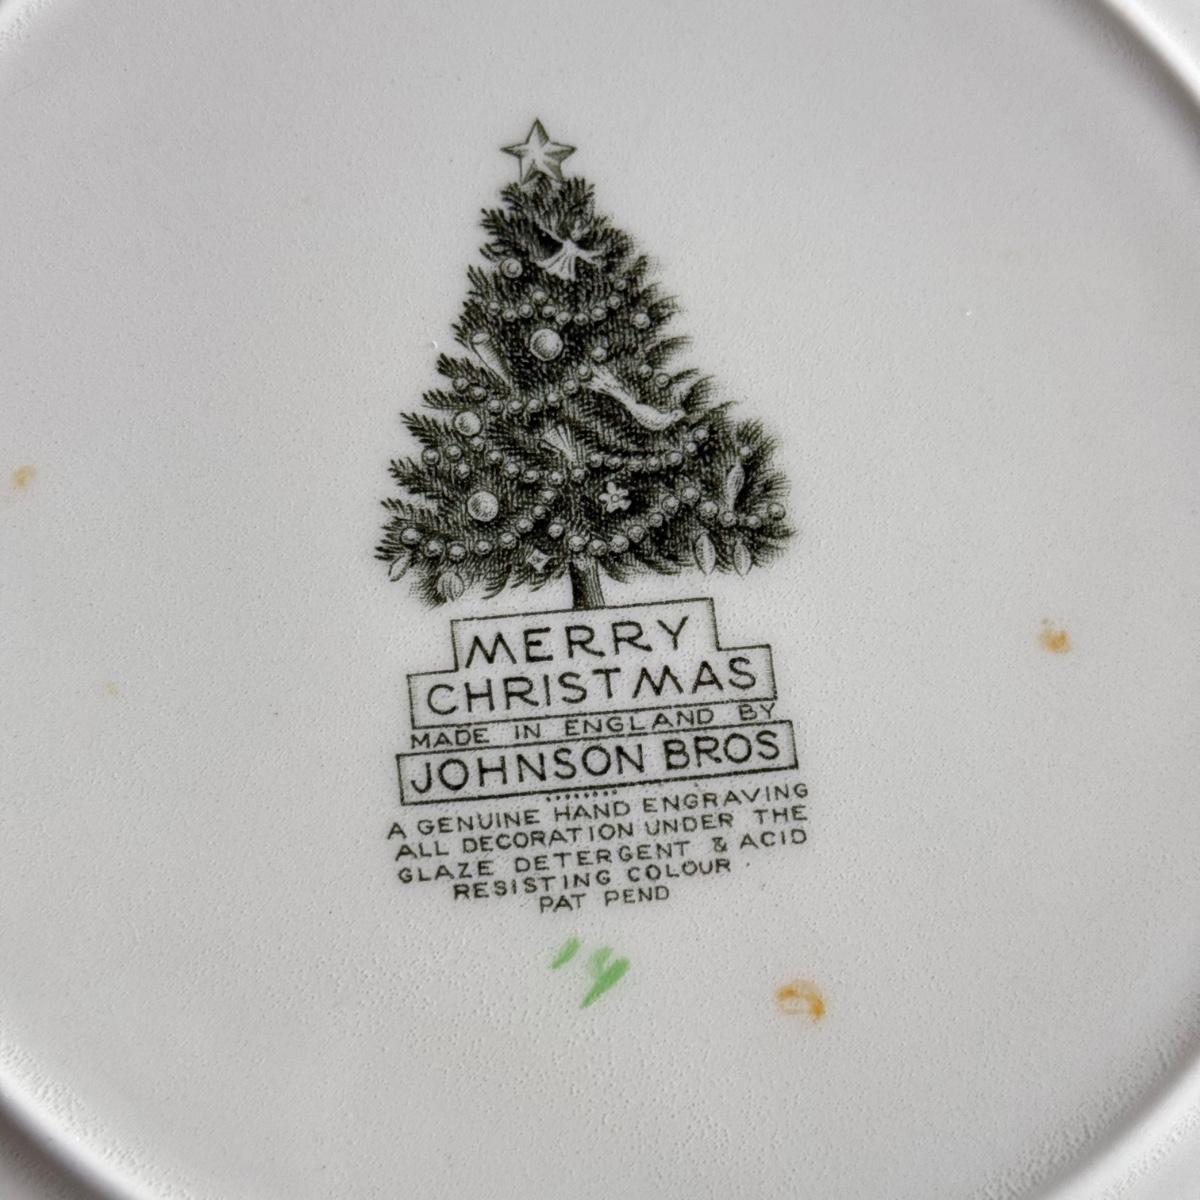 MERRY
CHRISTMAS
MADE IN ENGLAND BY
JOHNSON BROS
A GENUINE HAND ENGRAVING
ALL DECORATION UNDER THE
GLAZE DETERGENT & ACID
RESISTING COLOUR
PAT PEND